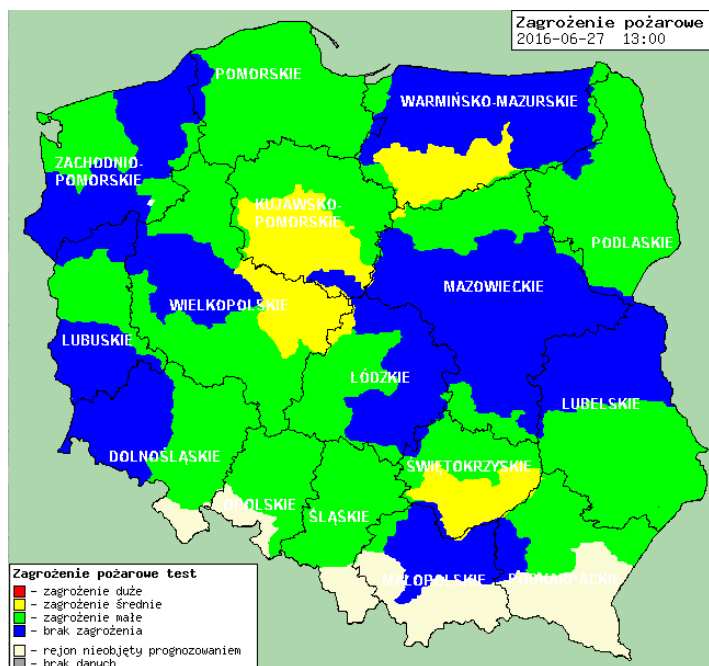 Zagrożenie pożarowe
2016-06-27 13:00
POMORSKIE
WARMIŃSKO-MAZURSKIE
ZACHODNIO-
POMORSKIE
KUJAWSKO-
POMORSKIE
PODLASKIE
MAZOWIECKIE
WIELKOPOLSKIE
LUBUSKIE
ŁÓDZKIE
LUBELSKIE
DOLNOŚLĄSKIE
ŚWIĘTOKRZYSKIE
OPOLSKIE
ŚLĄSKIE
MAŁOPOLSKIE
PODKARPACKIE
Zagrożenie pożarowe test
- zagrożenie duże
- zagrożenie średnie
- zagrożenie małe
- brak zagrożenia
- rejon nieobjęty prognozowaniem
- brak danych